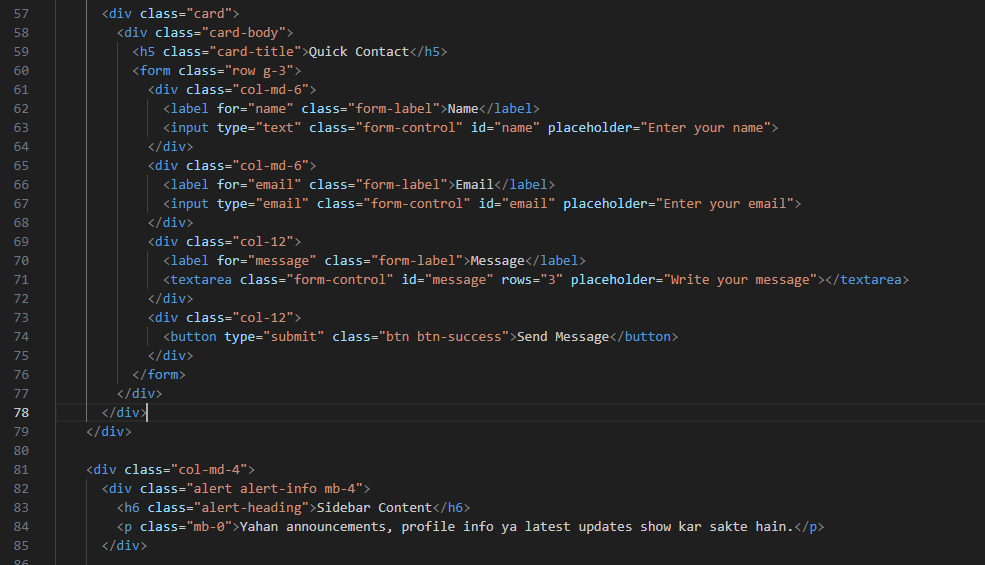 57 <div class="card">
58 <div class="card-body">
59 <h5 class="card-title">Quick Contact</h5>
60 <form class="row g-3">
61 <div class="col-md-6">
62 <label for="name" class="form-label">Name</label>
63 <input type="text" class="form-control" id="name" placeholder="Enter your name">
64 </div>
65 <div class="col-md-6">
66 <label for="email" class="form-label">Email</label>
67 <input type="email" class="form-control" id="email" placeholder="Enter your email">
68 </div>
69 <div class="col-12">
70 <label for="message" class="form-label">Message</label>
71 <textarea class="form-control" id="message" rows="3" placeholder="Write your message"></textarea>
72 </div>
73 <div class="col-12">
74 <button type="submit" class="btn btn-success">Send Message</button>
75 </div>
76 </form>
77 </div>
78 </div>
79 </div>
80
81 <div class="col-md-4">
82 <div class="alert alert-info mb-4">
83 <h6 class="alert-heading">Sidebar Content</h6>
84 <p class="mb-0">Yahan announcements, profile info ya latest updates show kar sakte hain.</p>
85 </div>
86